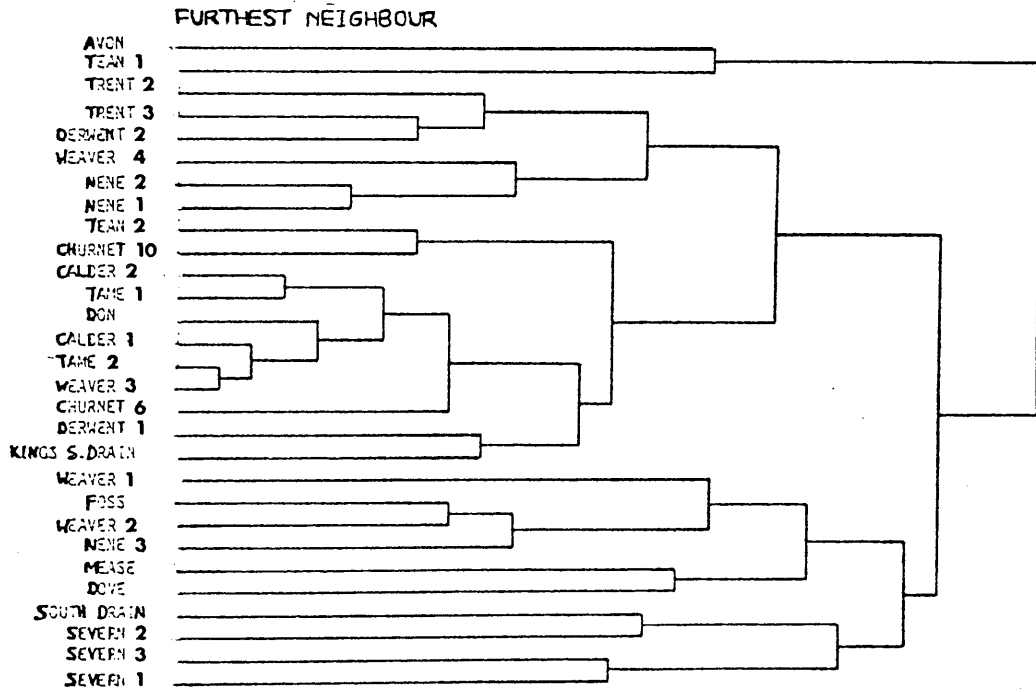 FURTHEST NEIGHBOUR
AVON
TEAN 1
TRENT 2
TRENT 3
DERWENT 2
WEAVER 4
NENE 2
NENE 1
TEAN 2
CHURNET 10
CALDER 2
TAME 1
DON
CALDER 1
TAME 2
WEAVER 3
CHURNET 6
DERWENT 1
KINGS S.DRAIN
WEAVER 1
FOSS
WEAVER 2
NENE 3
MEASE
DOVE
SOUTH DRAIN
SEVERN 2
SEVERN 3
SEVERN 1